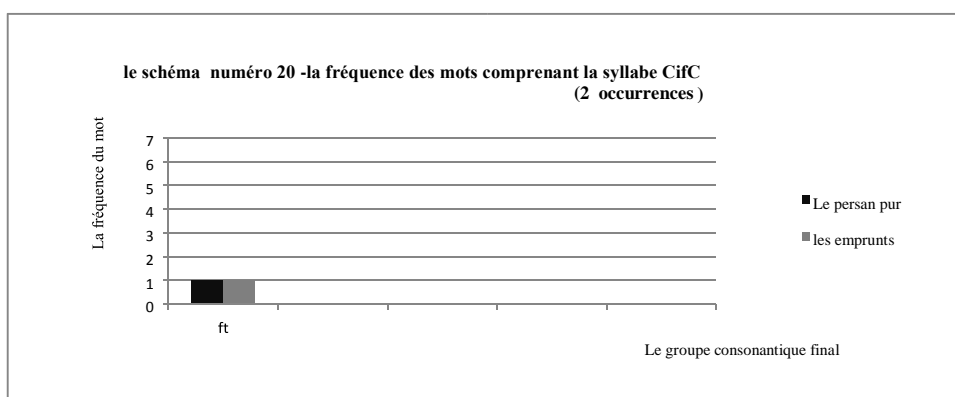 le schéma numéro 20 -la fréquence des mots comprenant la syllabe CifC
(2 occurrences )
La fréquence du mot
7
6
5
4
3
2
1
0
ft
Le persan pur
les emprunts
Le groupe consonantique final